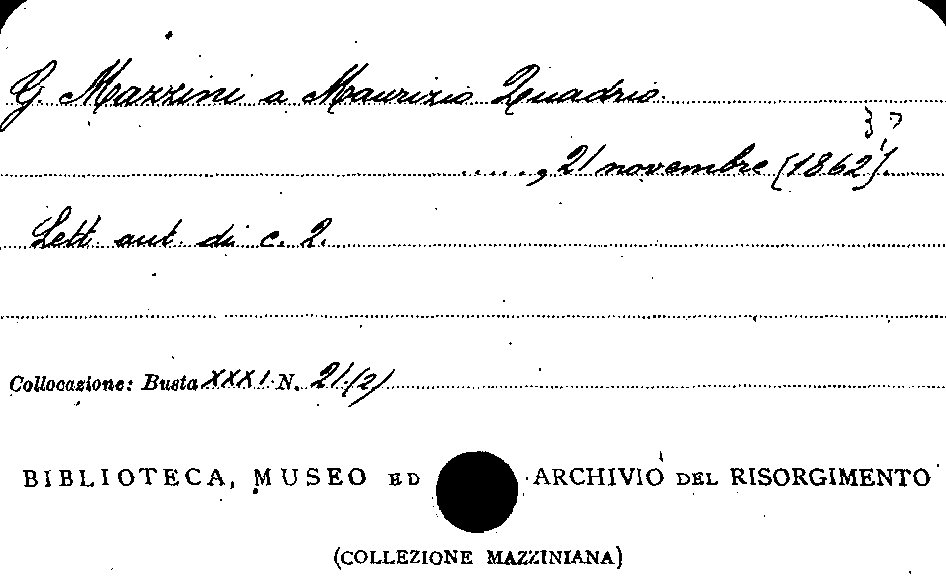 G. Mazzini a Maurizio Quadrio.
3 ?
....., 21 novembre [1862].
Lett. aut. di c. 2.
Collocazione: Busta XXXI N. 21.(2)
BIBLIOTECA, MUSEO ED ARCHIVIO DEL RISORGIMENTO
(COLLEZIONE MAZZINIANA)